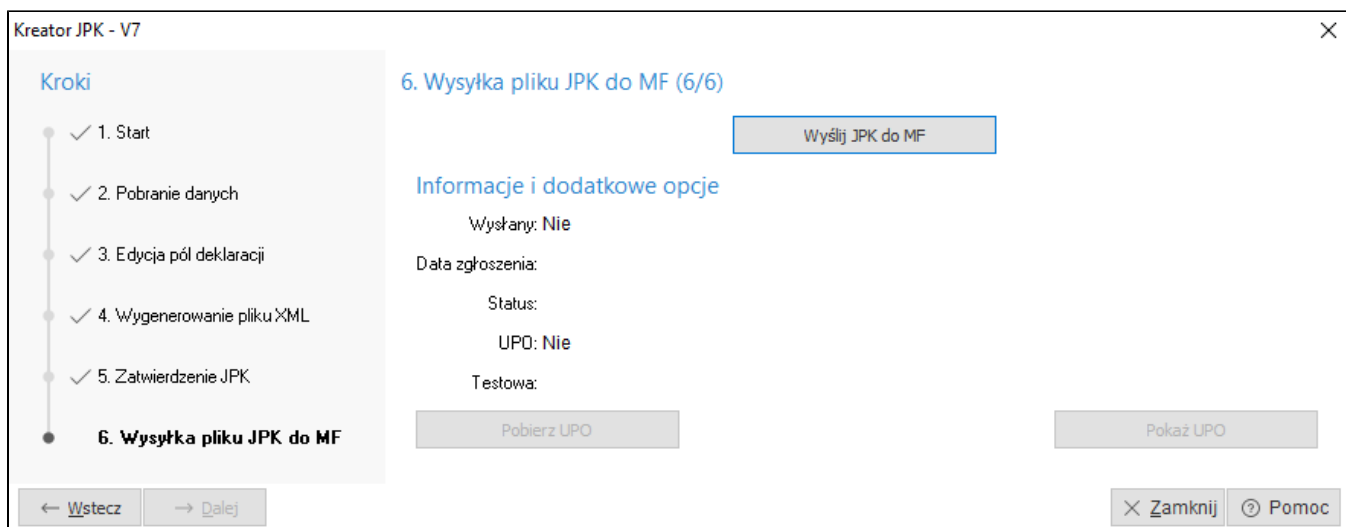 Kreator JPK - V7
Kroki
1. Start
2. Pobranie danych
3. Edycja pól deklaracji
4. Wygenerowanie pliku XML
5. Zatwierdzenie JPK
6. Wysyłka pliku JPK do MF
6. Wysyłka pliku JPK do MF (6/6)
Wyślij JPK do MF
Informacje i dodatkowe opcje
Wysłany: Nie
Data zgłoszenia:
Status:
UPO: Nie
Testowa:
Pobierz UPO
Pokaż UPO
← Wstecz
→ Dalej
Zamknij
Pomoc